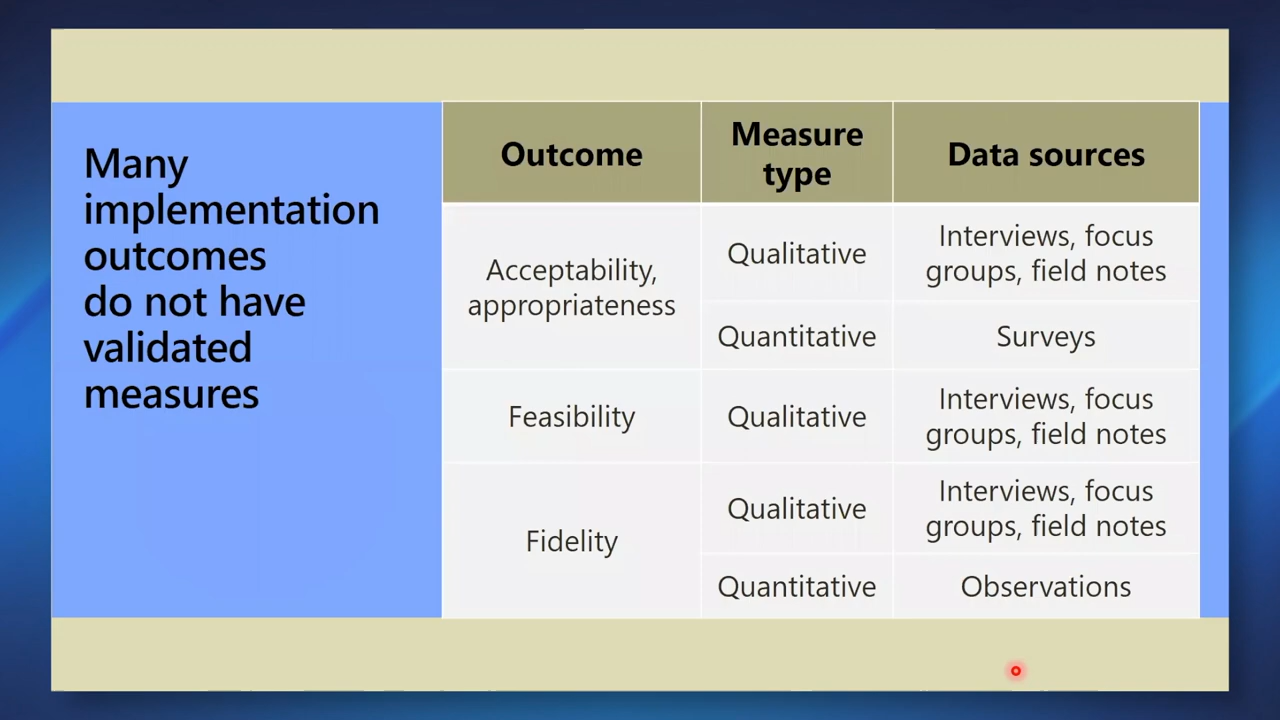 Many
implementation
outcomes
do not have
validated
measures
Outcome
Measure
type
Data sources
Acceptability,
appropriateness
Qualitative
Interviews, focus
groups, field notes
Quantitative
Surveys
Feasibility
Qualitative
Interviews, focus
groups, field notes
Fidelity
Qualitative
Interviews, focus
groups, field notes
Quantitative
Observations